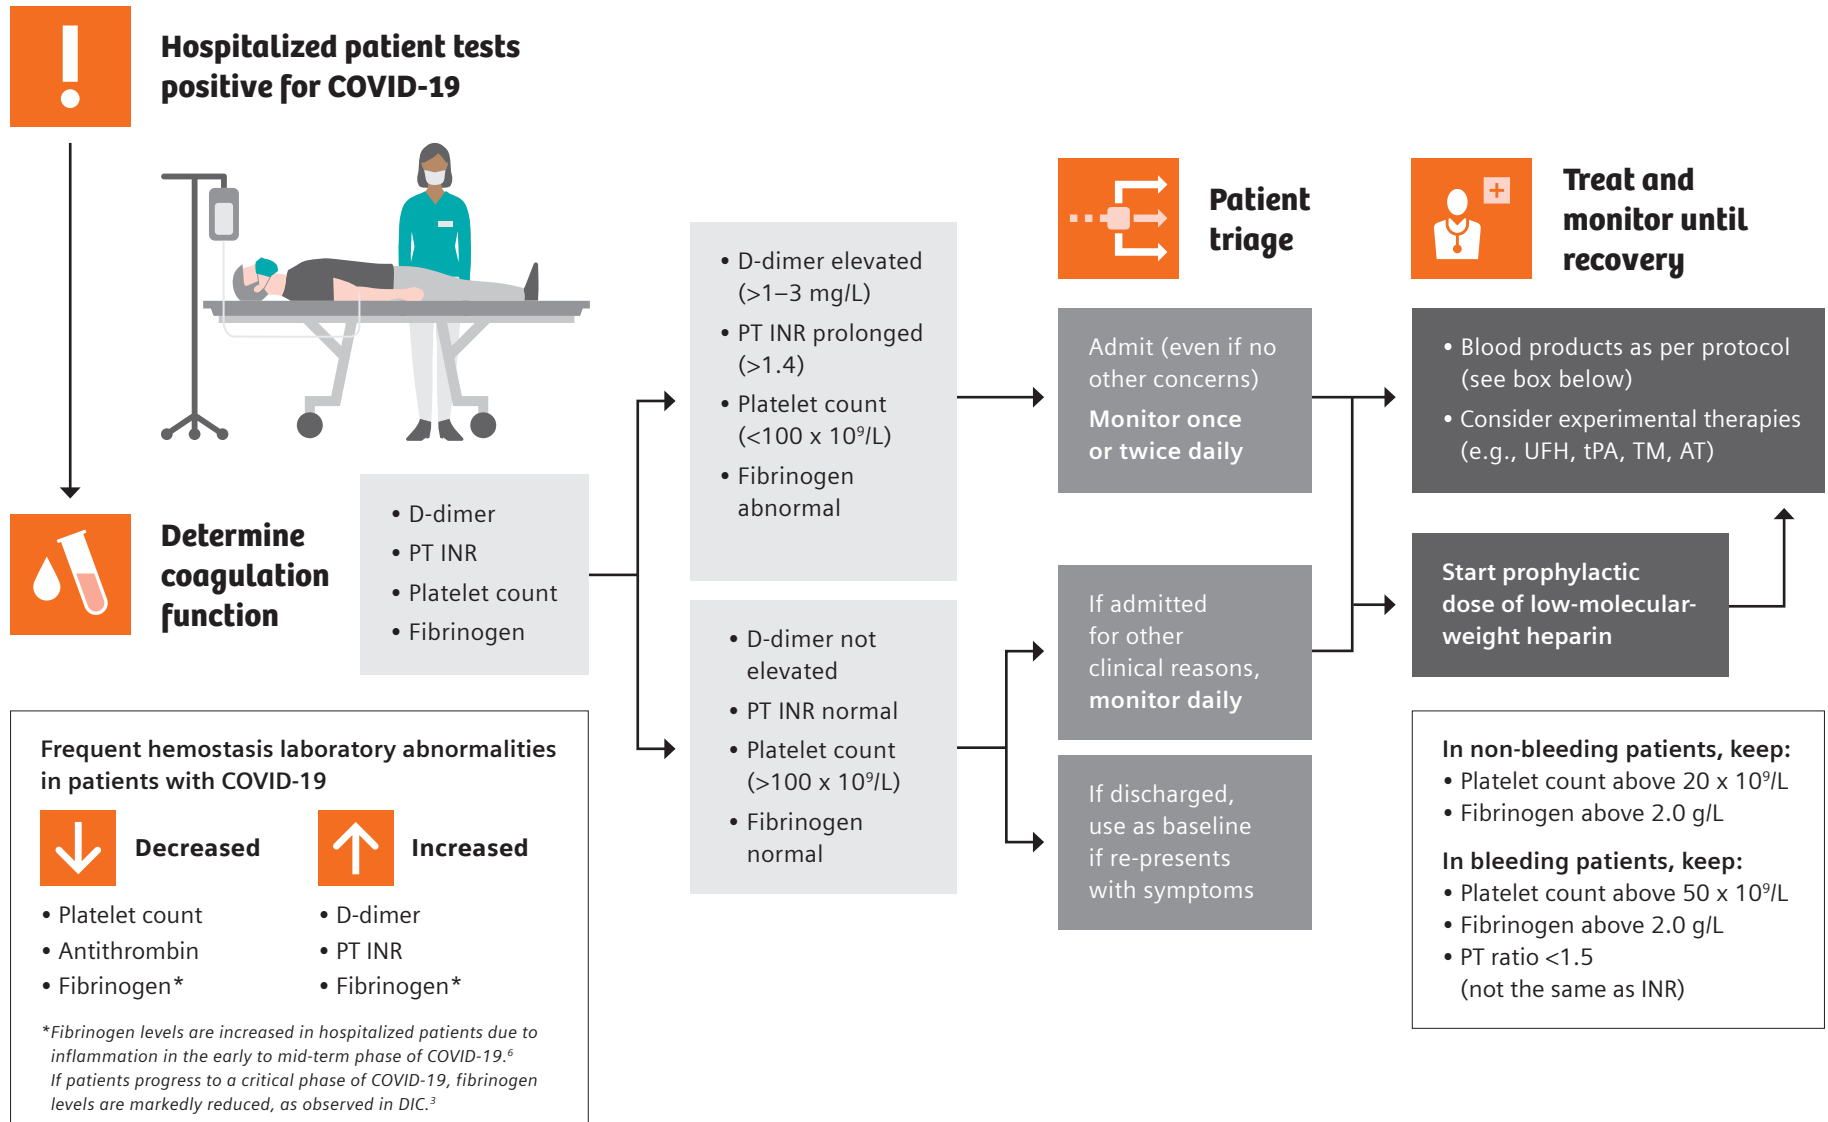 Hospitalized patient tests
positive for COVID-19
Determine
coagulation
function
• D-dimer
• PT INR
• Platelet count
• Fibrinogen
• D-dimer elevated
(>1–3 mg/L)
• PT INR prolonged
(>1.4)
• Platelet count
(<100 x 10⁹/L)
• Fibrinogen
abnormal
• D-dimer not
elevated
• PT INR normal
• Platelet count
(>100 x 10⁹/L)
• Fibrinogen
normal
Patient
triage
Admit (even if no
other concerns)
Monitor once
or twice daily
If admitted
for other
clinical reasons,
monitor daily
If discharged,
use as baseline
if re-presents
with symptoms
Treat and
monitor until
recovery
• Blood products as per protocol
(see box below)
• Consider experimental therapies
(e.g., UFH, tPA, TM, AT)
Start prophylactic
dose of low-molecular-
weight heparin
In non-bleeding patients, keep:
• Platelet count above 20 x 10⁹/L
• Fibrinogen above 2.0 g/L
In bleeding patients, keep:
• Platelet count above 50 x 10⁹/L
• Fibrinogen above 2.0 g/L
• PT ratio <1.5
(not the same as INR)
Frequent hemostasis laboratory abnormalities
in patients with COVID-19
Decreased
• Platelet count
• Antithrombin
• Fibrinogen*
Increased
• D-dimer
• PT INR
• Fibrinogen*
*Fibrinogen levels are increased in hospitalized patients due to
inflammation in the early to mid-term phase of COVID-19.⁶
If patients progress to a critical phase of COVID-19, fibrinogen
levels are markedly reduced, as observed in DIC.³